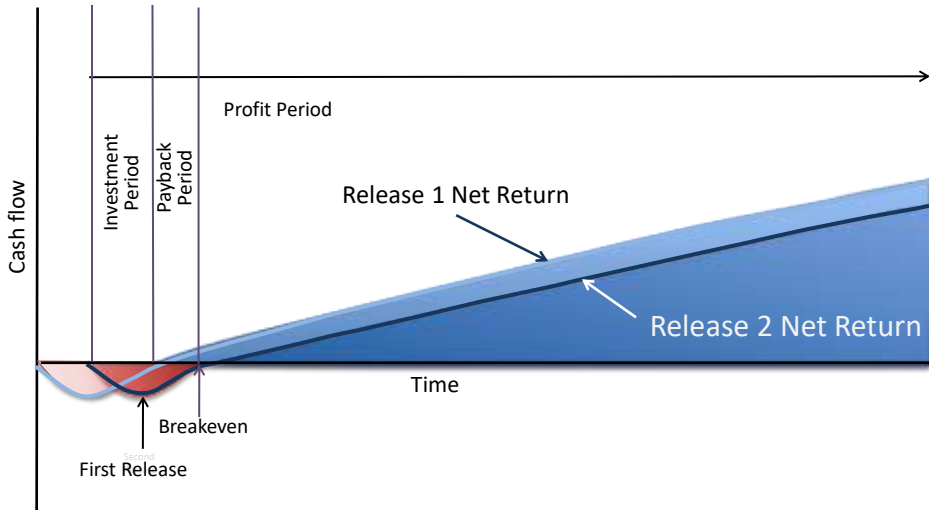 Profit Period
Investment
Period
Payback
Period
Release 1 Net Return
Cash flow
Release 2 Net Return
Time
Breakeven
Second
First Release